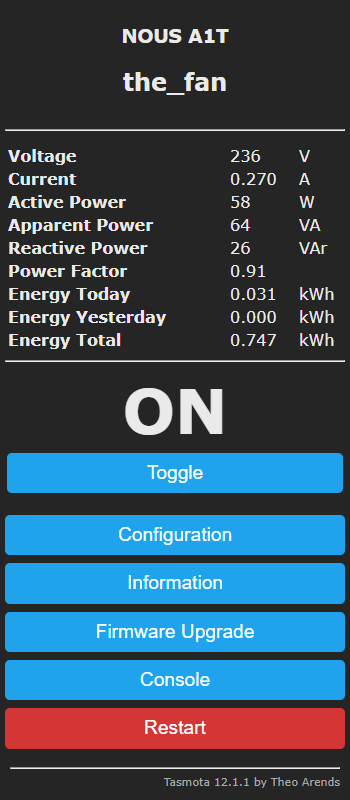 NOUS A1T
the_fan
Voltage 236 V
Current 0.270 A
Active Power 58 W
Apparent Power 64 VA
Reactive Power 26 VAr
Power Factor 0.91
Energy Today 0.031 kWh
Energy Yesterday 0.000 kWh
Energy Total 0.747 kWh
ON
Toggle
Configuration
Information
Firmware Upgrade
Console
Restart
Tasmota 12.1.1 by Theo Arends